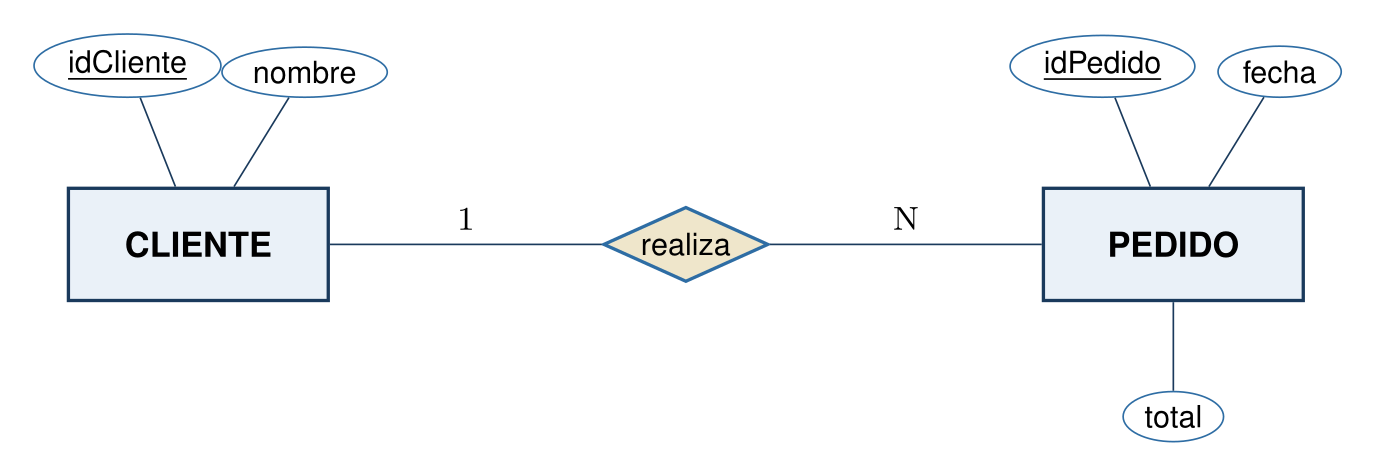 idCliente
nombre
idPedido
fecha
CLIENTE
1
realiza
N
PEDIDO
total